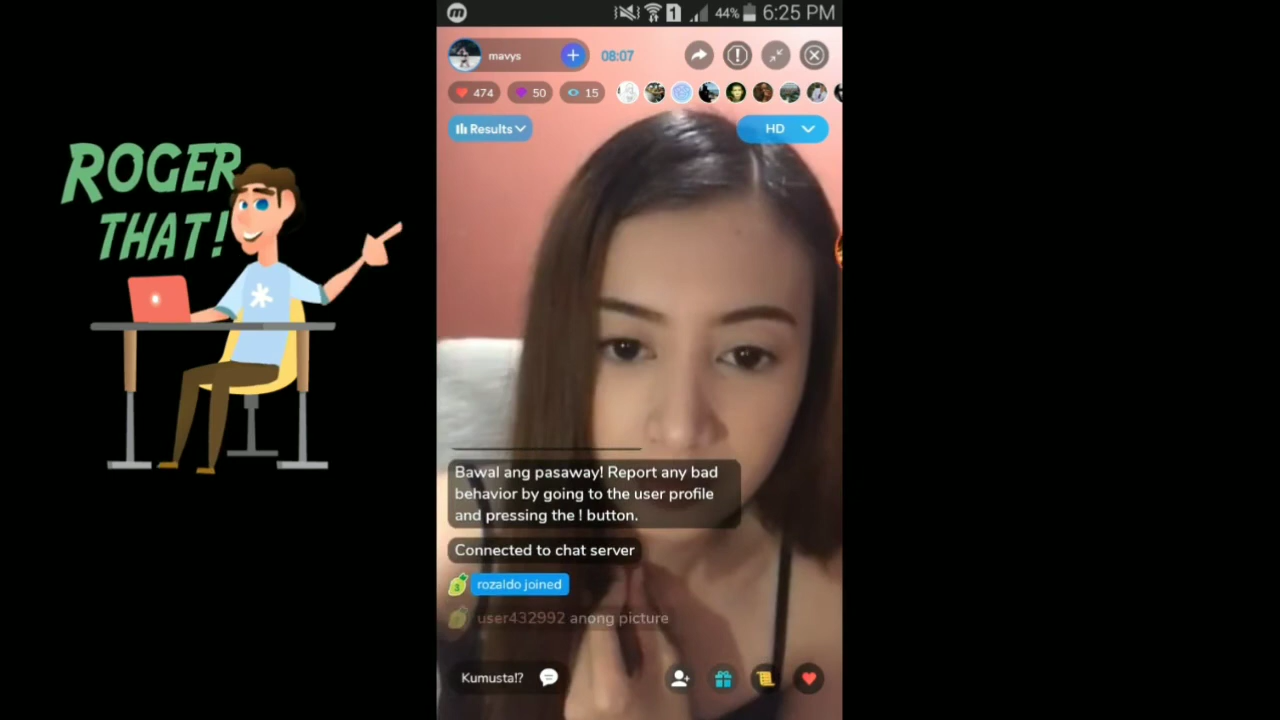 ROGER
THAT!
m
1
44%
6:25 PM
mavys
08:07
474
50
15
Results
HD
Bawal ang pasaway! Report any bad
behavior by going to the user profile
and pressing the ! button.
Connected to chat server
3
rozaldo joined
user432992 anong picture
Kumusta!?